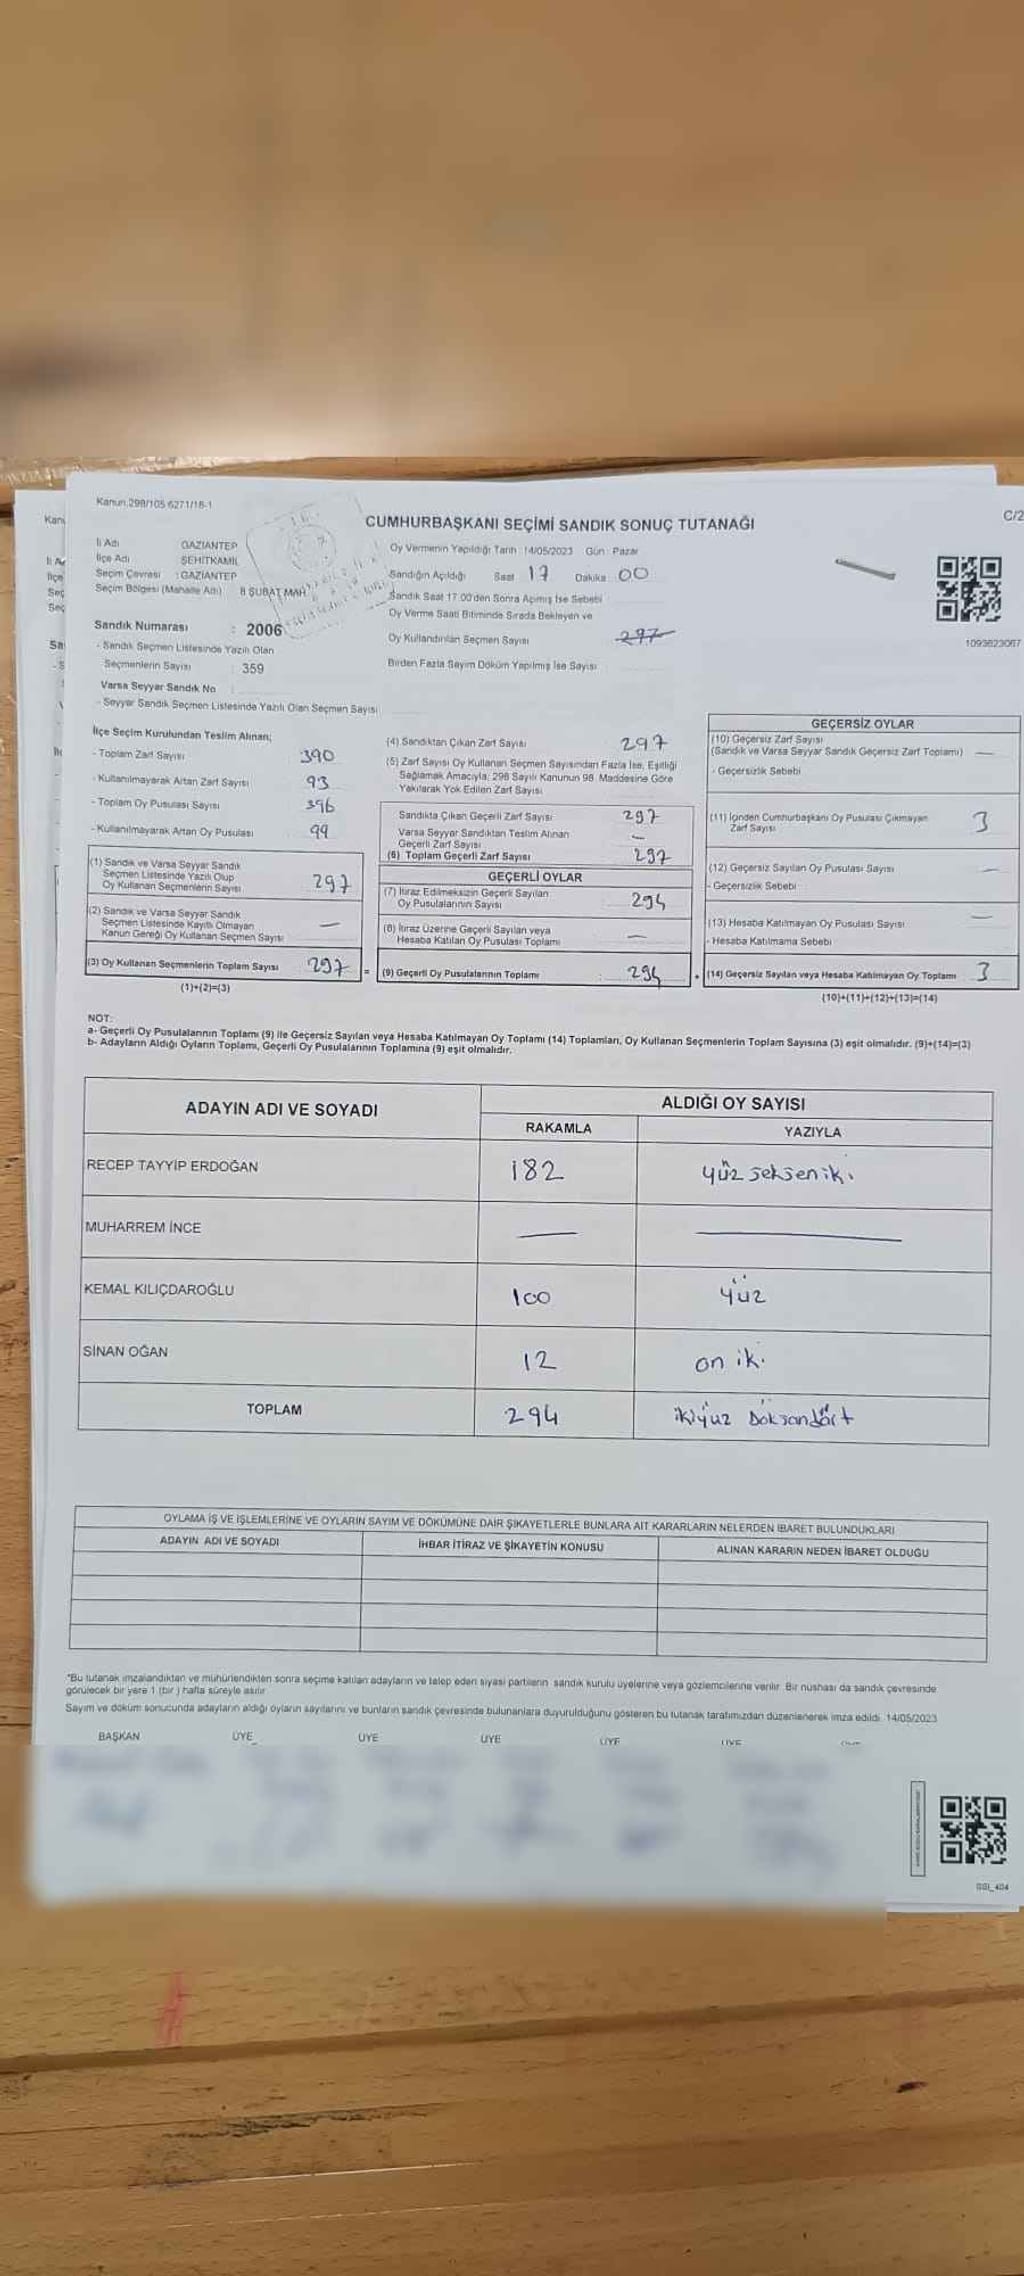 Kanun.298/105 6271/18-1
CUMHURBAŞKANI SEÇİMİ SANDIK SONUÇ TUTANAĞI
C/2
İl Adı GAZİANTEP
İlçe Adı ŞEHİTKAMİL
Seçim Çevresi : GAZİANTEP
Seçim Bölgesi (Mahalle Adı) 8 ŞUBAT MAH
Sandık Numarası : 2006
- Sandık Seçmen Listesinde Yazılı Olan
Seçmenlerin Sayısı : 359
Varsa Seyyar Sandık No
- Seyyar Sandık Seçmen Listesinde Yazılı Olan Seçmen Sayısı
Oy Vermenin Yapıldığı Tarih : 14/05/2023 Gün : Pazar
Sandığın Açıldığı Saat 17 Dakika 00
Sandık Saat 17.00'den Sonra Açımış İse Sebebi
Oy Verme Saati Bitiminde Sırada Bekleyen ve
Oy Kullandırılan Seçmen Sayısı 297
Birden Fazla Sayım Döküm Yapılmış İse Sayısı
1093623067
İlçe Seçim Kurulundan Teslim Alınan;
- Toplam Zarf Sayısı 390
- Kullanılmayarak Artan Zarf Sayısı 93
- Toplam Oy Pusulası Sayısı 396
- Kullanılmayarak Artan Oy Pusulası 99
(1) Sandık ve Varsa Seyyar Sandık
Seçmen Listesinde Yazılı Olup
Oy Kullanan Seçmenlerin Sayısı 297
(2) Sandık ve Varsa Seyyar Sandık
Seçmen Listesinde Kayıtlı Olmayan
Kanun Gereği Oy Kullanan Seçmen Sayısı —
(3) Oy Kullanan Seçmenlerin Toplam Sayısı 297 =
(1)+(2)=(3)
(4) Sandıktan Çıkan Zarf Sayısı 297
(5) Zarf Sayısı Oy Kullanan Seçmen Sayısından Fazla İse, Eşitliği
Sağlamak Amacıyla; 298 Sayılı Kanunun 98. Maddesine Göre
Yakılarak Yok Edilen Zarf Sayısı
Sandıkta Çıkan Geçerli Zarf Sayısı 297
Varsa Seyyar Sandıktan Teslim Alınan
Geçerli Zarf Sayısı —
(6) Toplam Geçerli Zarf Sayısı 297
GEÇERLİ OYLAR
(7) İtiraz Edilmeksizin Geçerli Sayılan
Oy Pusulalarının Sayısı 294
(8) İtiraz Üzerine Geçerli Sayılan veya
Hesaba Katılan Oy Pusulası Toplamı —
(9) Geçerli Oy Pusulalarının Toplamı : 294 +
GEÇERSİZ OYLAR
(10) Geçersiz Zarf Sayısı
(Sandık ve Varsa Seyyar Sandık Geçersiz Zarf Toplamı) —
- Geçersizlik Sebebi
(11) İçinden Cumhurbaşkanı Oy Pusulası Çıkmayan
Zarf Sayısı 3
(12) Geçersiz Sayılan Oy Pusulası Sayısı —
- Geçersizlik Sebebi
(13) Hesaba Katılmayan Oy Pusulası Sayısı —
- Hesaba Katılmama Sebebi
(14) Geçersiz Sayılan veya Hesaba Katılmayan Oy Toplamı 3
(10)+(11)+(12)+(13)=(14)
NOT:
a- Geçerli Oy Pusulalarının Toplamı (9) ile Geçersiz Sayılan veya Hesaba Katılmayan Oy Toplamı (14) Toplamları, Oy Kullanan Seçmenlerin Toplam Sayısına (3) eşit olmalıdır. (9)+(14)=(3)
b- Adayların Aldığı Oyların Toplamı, Geçerli Oy Pusulalarının Toplamına (9) eşit olmalıdır.
ADAYIN ADI VE SOYADI ALDIĞI OY SAYISI
RAKAMLA YAZIYLA
RECEP TAYYİP ERDOĞAN 182 yüz seksen iki
MUHARREM İNCE — —
KEMAL KILIÇDAROĞLU 100 yüz
SİNAN OĞAN 12 on iki
TOPLAM 294 ikiyüz Doksandört
OYLAMA İŞ VE İŞLEMLERİNE VE OYLARIN SAYIM VE DÖKÜMÜNE DAİR ŞİKAYETLERLE BUNLARA AİT KARARLARIN NELERDEN İBARET BULUNDUKLARI
ADAYIN ADI VE SOYADI İHBAR İTİRAZ VE ŞİKAYETİN KONUSU ALINAN KARARIN NEDEN İBARET OLDUĞU
"Bu tutanak imzalandıktan ve mühürlendikten sonra seçime katılan adayların ve talep eden siyasi partilerin sandık kurulu üyelerine veya gözlemcilerine verilir. Bir nüshası da sandık çevresinde
görülecek bir yere 1 (bir ) hafta süreyle asılır.
Sayım ve döküm sonucunda adayların aldığı oyların sayılarını ve bunların sandık çevresinde bulunanlara duyurulduğunu gösteren bu tutanak tarafımızdan düzenlenerek imza edildi. 14/05/2023
BAŞKAN ÜYE ÜYE ÜYE ÜYE ÜYE